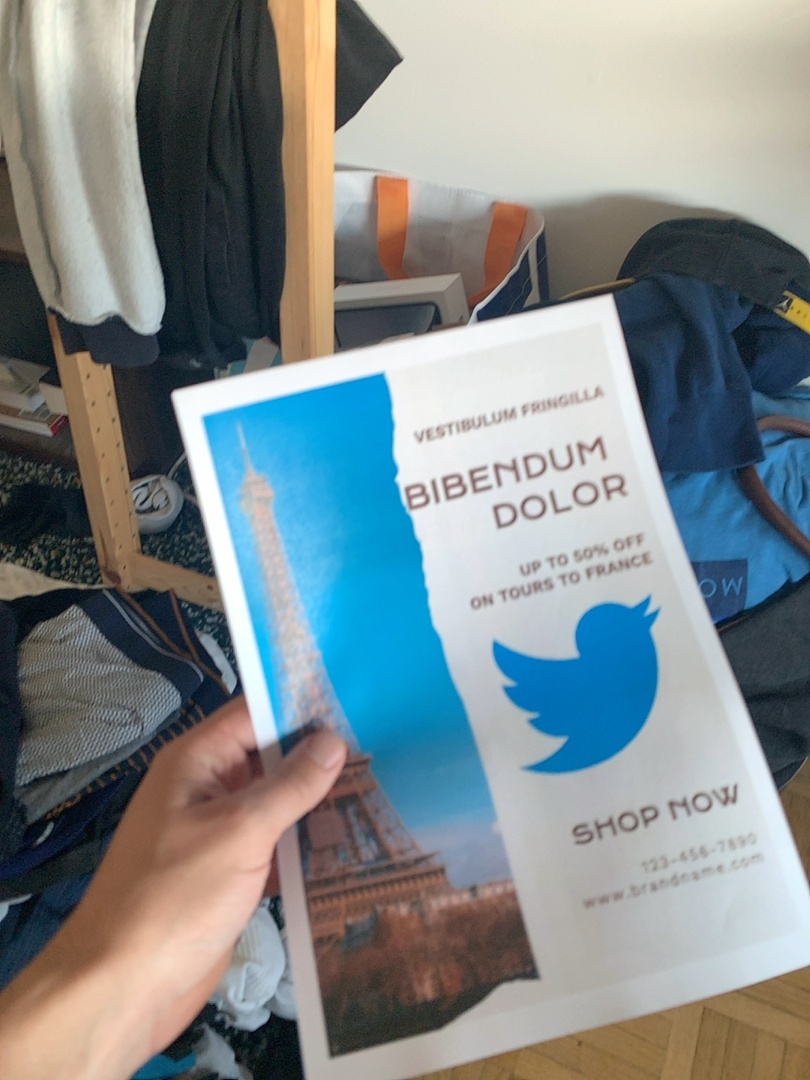 VESTIBULUM FRINGILLA
BIBENDUM
DOLOR
UP TO 50% OFF
ON TOURS TO FRANCE
SHOP NOW
123-456-7890
www.brandname.com